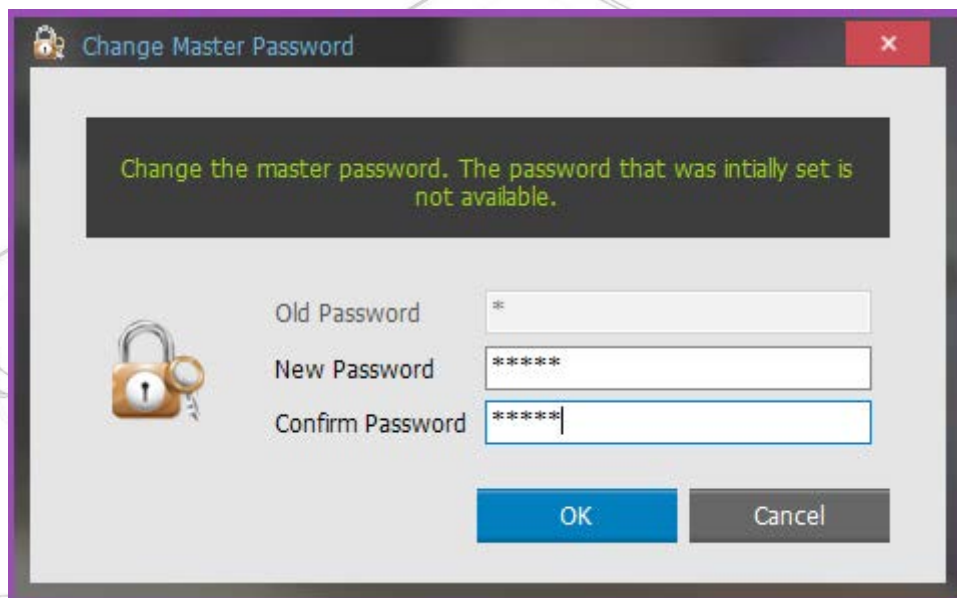 Change Master Password
Change the master password. The password that was intially set is
not available.
Old Password *
New Password *****
Confirm Password *****
OK Cancel